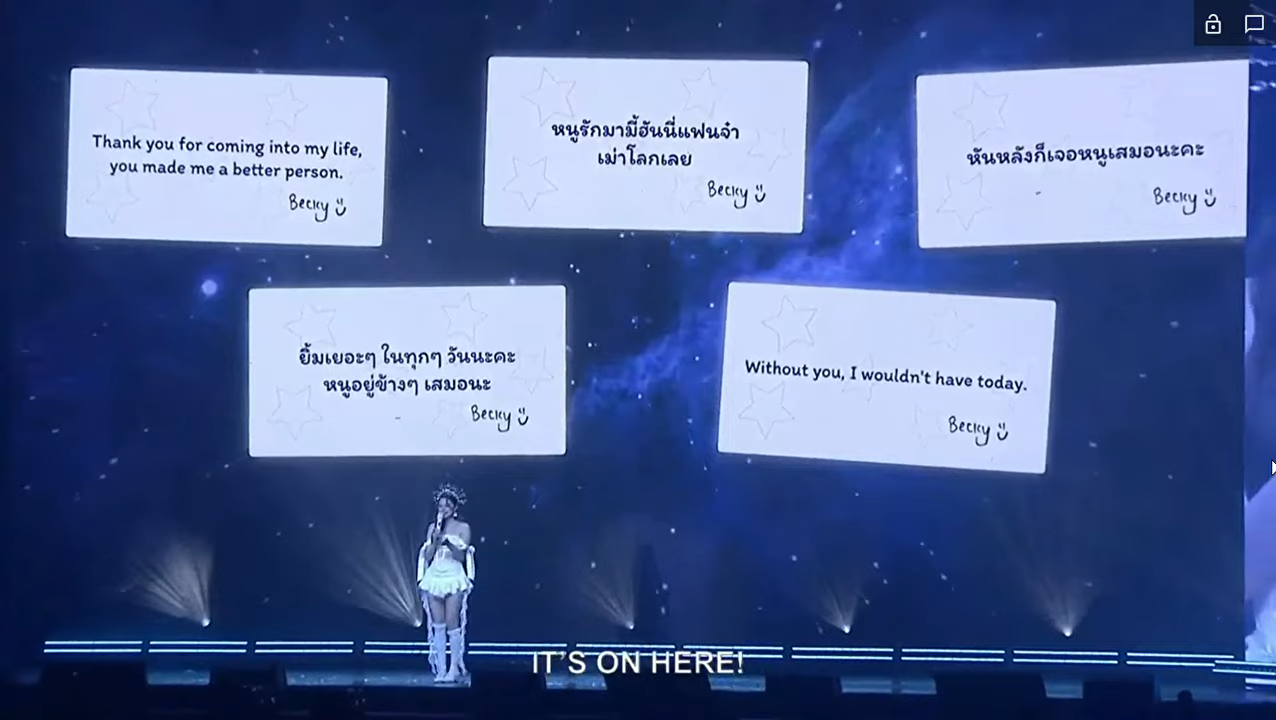 Thank you for coming into my life,
you made me a better person.
Becky
หนูรักมามี้ฮันนี่แฟนจ๋า
เม่าโลกเลย
Becky
หันหลังก็เจอหนูเสมอนะคะ
Becky
ยิ้มเยอะๆ ในทุกๆ วันนะคะ
หนูอยู่ข้างๆ เสมอนะ
Becky
Without you, I wouldn't have today.
Becky
IT'S ON HERE!